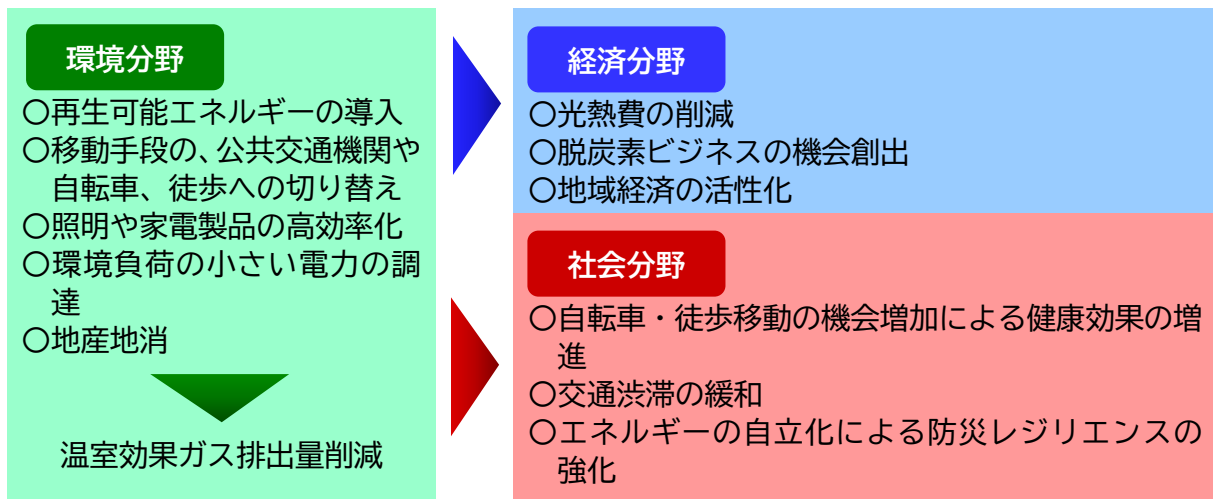 環境分野
〇再生可能エネルギーの導入
〇移動手段の、公共交通機関や
自転車、徒歩への切り替え
〇照明や家電製品の高効率化
〇環境負荷の小さい電力の調
達
〇地産地消
温室効果ガス排出量削減
経済分野
〇光熱費の削減
〇脱炭素ビジネスの機会創出
〇地域経済の活性化
社会分野
〇自転車・徒歩移動の機会増加による健康効果の増
進
〇交通渋滞の緩和
〇エネルギーの自立化による防災レジリエンスの
強化